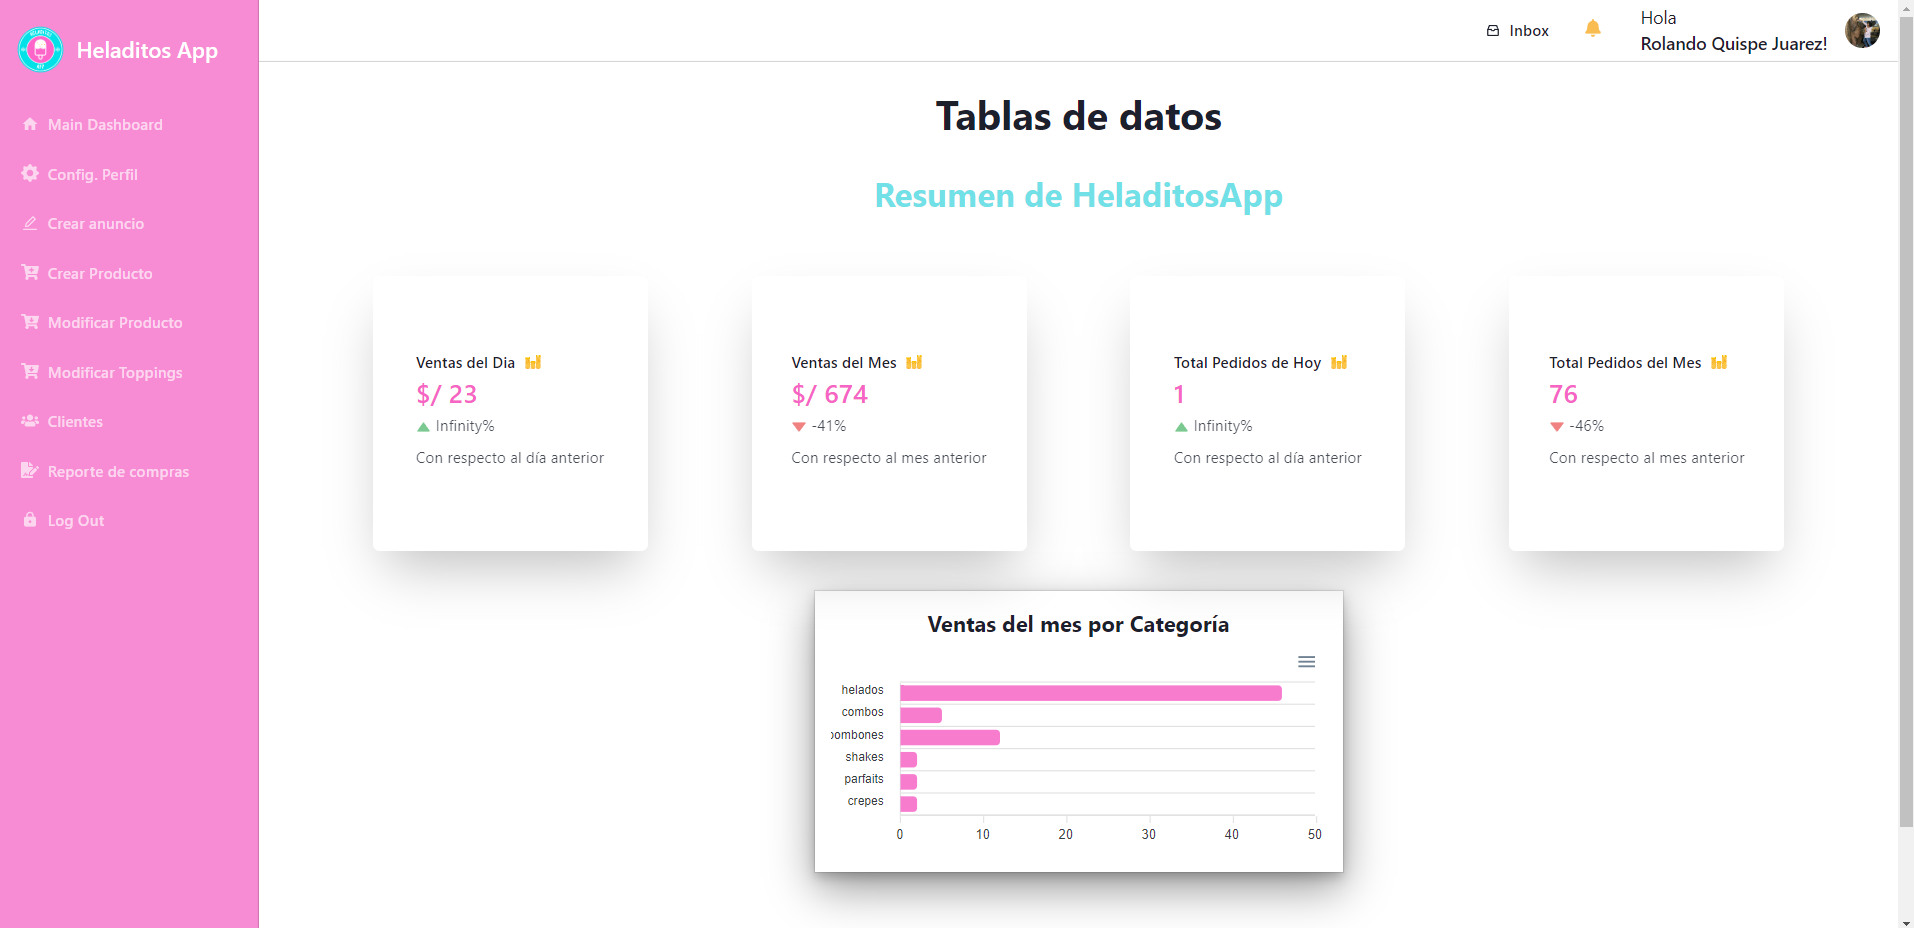 Heladitos App
Main Dashboard
Config. Perfil
Crear anuncio
Crear Producto
Modificar Producto
Modificar Toppings
Clientes
Reporte de compras
Log Out
Inbox
Hola
Rolando Quispe Juarez!
Tablas de datos
Resumen de HeladitosApp
Ventas del Dia
$/ 23
Infinity%
Con respecto al día anterior
Ventas del Mes
$/ 674
-41%
Con respecto al mes anterior
Total Pedidos de Hoy
1
Infinity%
Con respecto al día anterior
Total Pedidos del Mes
76
-46%
Con respecto al mes anterior
Ventas del mes por Categoría
helados
combos
bombones
shakes
parfaits
crepes
0 10 20 30 40 50